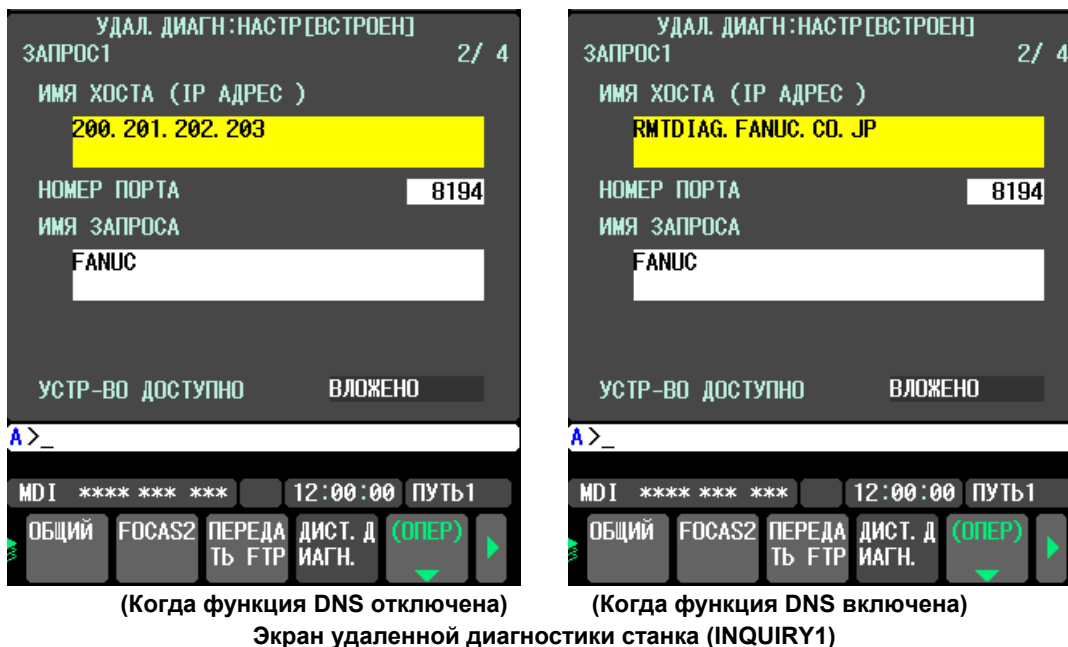 УДАЛ. ДИАГН:НАСТР[ВСТРОЕН]
ЗАПРОС1 2/ 4
ИМЯ ХОСТА (IP АДРЕС )
200. 201. 202. 203
НОМЕР ПОРТА 8194
ИМЯ ЗАПРОСА
FANUC
УСТР-ВО ДОСТУПНО ВЛОЖЕНО
A>_
MDI **** *** *** 12:00:00 ПУТЬ1
ОБЩИЙ FOCAS2 ПЕРЕДА ДИСТ. Д (ОПЕР)
ТЬ FTP ИАГН.
(Когда функция DNS отключена)
УДАЛ. ДИАГН:НАСТР[ВСТРОЕН]
ЗАПРОС1 2/ 4
ИМЯ ХОСТА (IP АДРЕС )
RMTDIAG. FANUC. CO. JP
НОМЕР ПОРТА 8194
ИМЯ ЗАПРОСА
FANUC
УСТР-ВО ДОСТУПНО ВЛОЖЕНО
A>_
MDI **** *** *** 12:00:00 ПУТЬ1
ОБЩИЙ FOCAS2 ПЕРЕДА ДИСТ. Д (ОПЕР)
ТЬ FTP ИАГН.
(Когда функция DNS включена)
Экран удаленной диагностики станка (INQUIRY1)